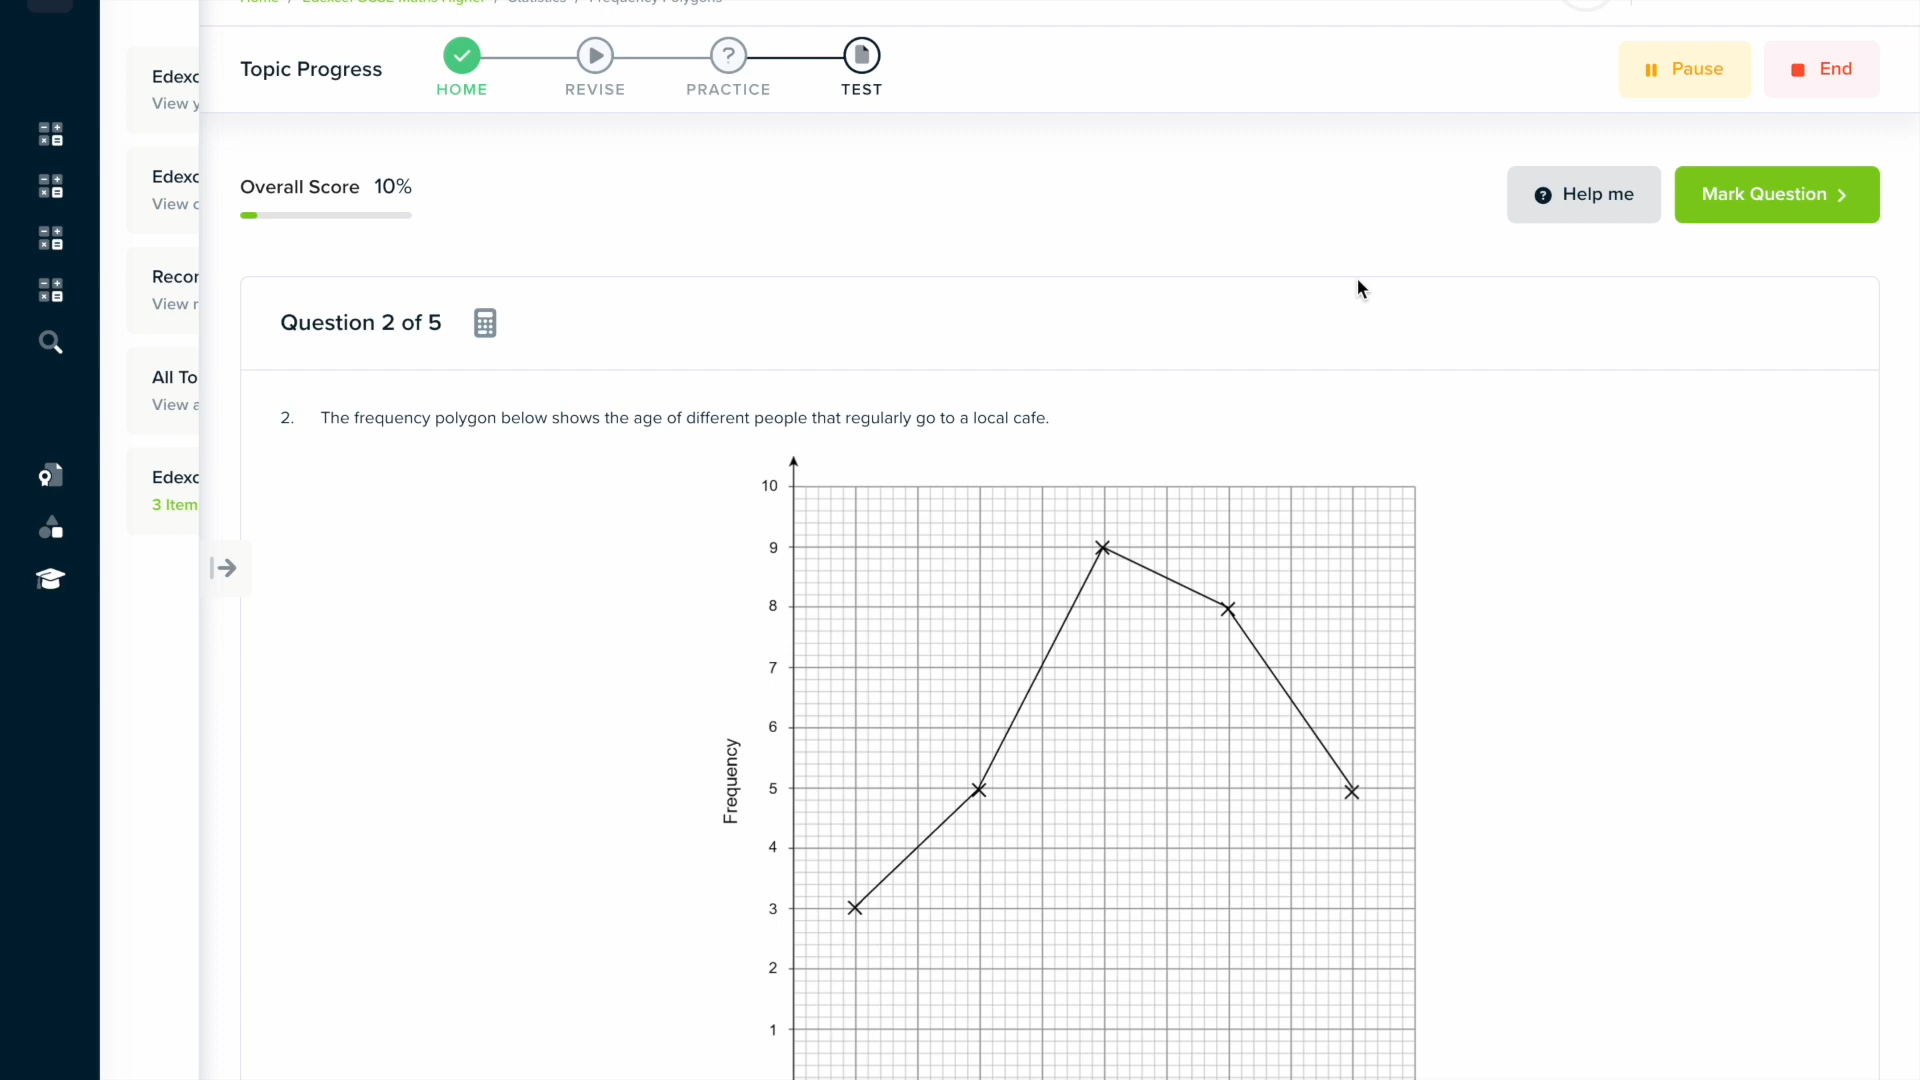 Topic Progress
HOME
REVISE
PRACTICE
TEST
Pause
End
Edexc
View y
Edexc
View c
Recor
View r
All To
View a
Edexc
3 Item
Overall Score 10%
Help me
Mark Question
Question 2 of 5
2. The frequency polygon below shows the age of different people that regularly go to a local cafe.
10
9
8
7
6
5
4
3
2
1
Frequency